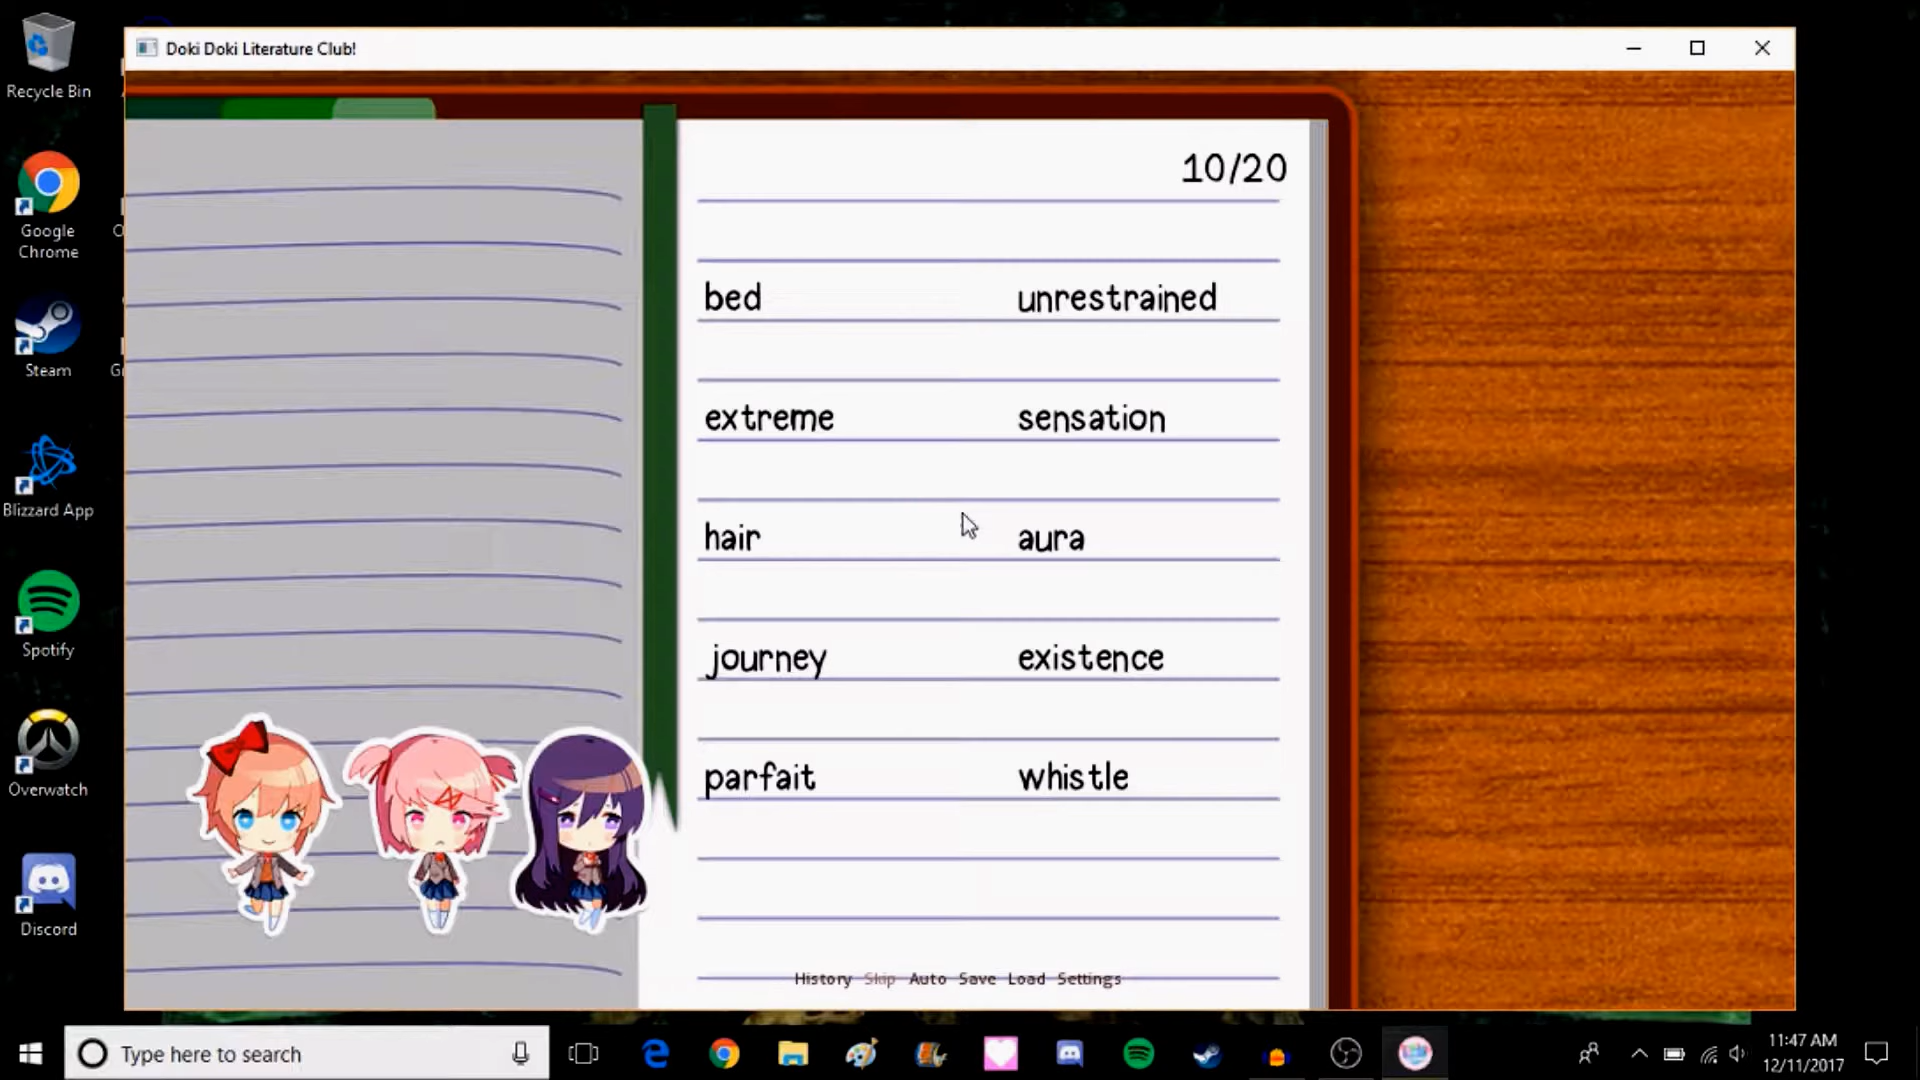 Doki Doki Literature Club!
Recycle Bin
Google
Chrome
Steam
Blizzard App
Spotify
Overwatch
Discord
10/20
bed unrestrained
extreme sensation
hair aura
journey existence
parfait whistle
History Skip Auto Save Load Settings
Type here to search
11:47 AM
12/11/2017